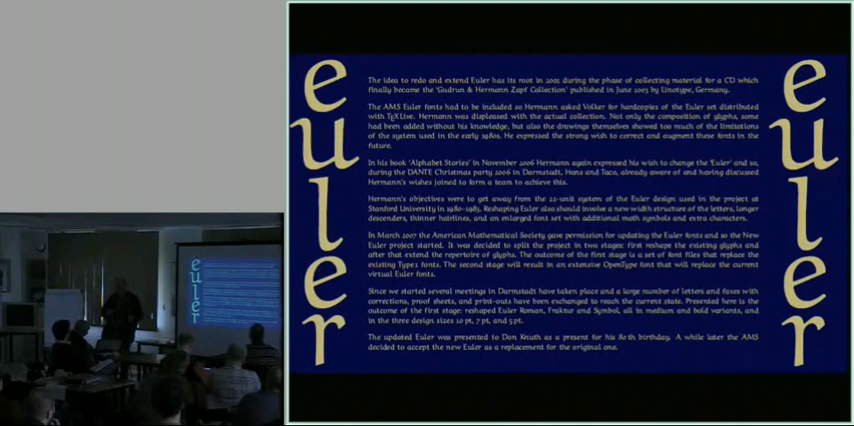 euler
The idea to redo and extend Euler has its root in 2002 during the phase of collecting material for a CD which
finally became the 'Gudrun & Hermann Zapf Collection' published in June 2003 by Linotype, Germany.
The AMS Euler fonts had to be included so Hermann asked Volker for hardcopies of the Euler set distributed
with TEX Live. Hermann was displeased with the actual collection. Not only the composition of glyphs, some
had been added without his knowledge, but also the drawings themselves showed too much of the limitations
of the system used in the early 1980s. He expressed the strong wish to correct and augment these fonts in the
future.
In his book 'Alphabet Stories' in November 2006 Hermann again expressed his wish to change the 'Euler' and so,
during the DANTE Christmas party 2006 in Darmstadt, Hans and Taco, already aware of and having discussed
Hermann's wishes joined to form a team to achieve this.
Hermann's objectives were to get away from the 22-unit system of the Euler design used in the project at
Stanford University in 1980–1983. Reshaping Euler also should involve a new width structure of the letters, longer
descenders, thinner hairlines, and an enlarged font set with additional math symbols and extra characters.
In March 2007 the American Mathematical Society gave permission for updating the Euler fonts and so the New
Euler project started. It was decided to split the project in two stages: first reshape the existing glyphs and
after that extend the repertoire of glyphs. The outcome of the first stage is a set of font files that replace the
existing Type1 fonts. The second stage will result in an extensive OpenType font that will replace the current
virtual Euler fonts.
Since we started several meetings in Darmstadt have taken place and a large number of letters and faxes with
corrections, proof sheets, and print-outs have been exchanged to reach the current state. Presented here is the
outcome of the first stage: reshaped Euler Roman, Fraktur and Symbol, all in medium and bold variants, and
in the three design sizes 10 pt, 7 pt, and 5 pt.
The updated Euler was presented to Don Knuth as a present for his 80th birthday. A while later the AMS
decided to accept the new Euler as a replacement for the original one.
euler
euler